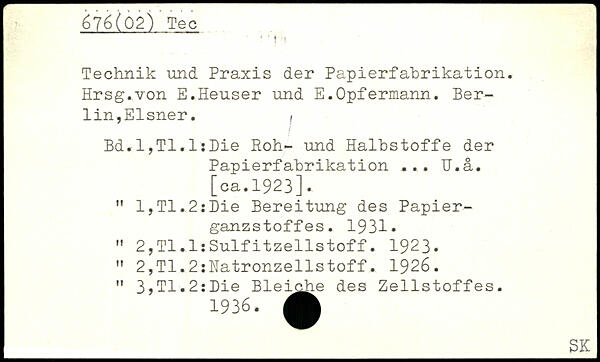 676(02) Tec
Technik und Praxis der Papierfabrikation.
Hrsg.von E.Heuser und E.Opfermann. Ber-
lin,Elsner.
Bd.1,Tl.1:Die Roh- und Halbstoffe der
Papierfabrikation ... U.å.
[ca.1923].
" 1,Tl.2:Die Bereitung des Papier-
ganzstoffes. 1931.
" 2,Tl.1:Sulfitzellstoff. 1923.
" 2,Tl.2:Natronzellstoff. 1926.
" 3,Tl.2:Die Bleiche des Zellstoffes.
1936.
SK